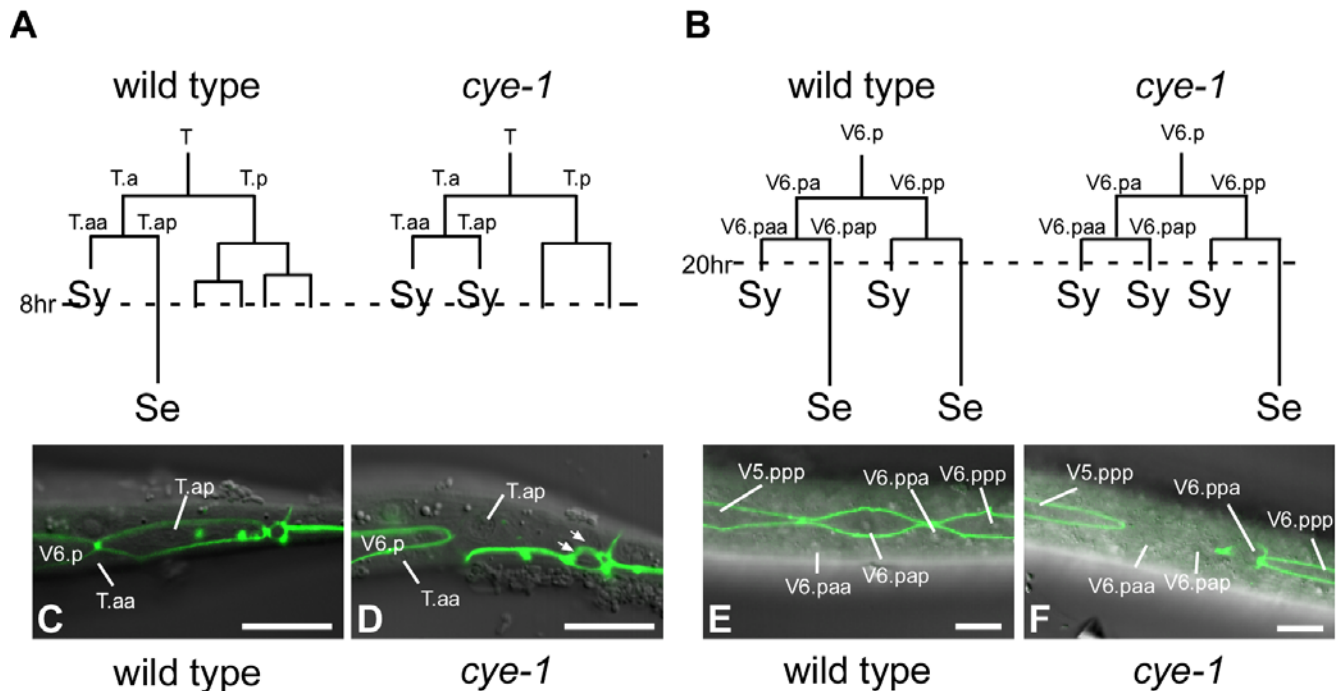 A
wild type
cye-1
T
T.a
T.p
T.aa
T.ap
Sy
8hr
Se
T
T.a
T.p
T.aa
T.ap
Sy
Sy
B
wild type
cye-1
V6.p
V6.pa
V6.pp
V6.paa
V6.pap
20hr
Sy
Sy
Se
Se
V6.p
V6.pa
V6.pp
V6.paa
V6.pap
Sy
Sy
Sy
Se
T.ap
V6.p
T.aa
C
wild type
T.ap
V6.p
T.aa
D
cye-1
V5.ppp
V6.ppa
V6.ppp
V6.paa
V6.pap
E
wild type
V5.ppp
V6.ppa
V6.ppp
V6.paa
V6.pap
F
cye-1